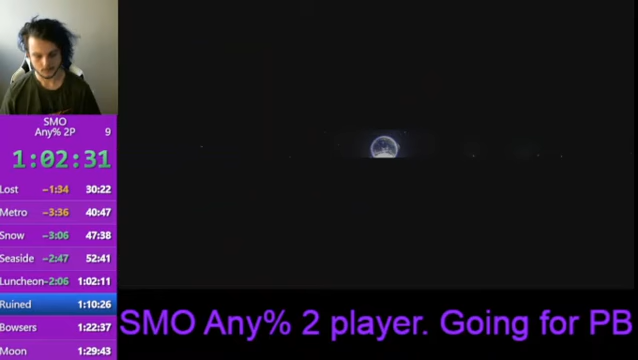 SMO
Any% 2P 9
1:02:31
Lost -1:34 30:22
Metro -3:36 40:47
Snow -3:06 47:38
Seaside -2:47 52:41
Luncheon -2:06 1:02:11
Ruined 1:10:26
Bowsers 1:22:37
Moon 1:29:43
SMO Any% 2 player. Going for PB